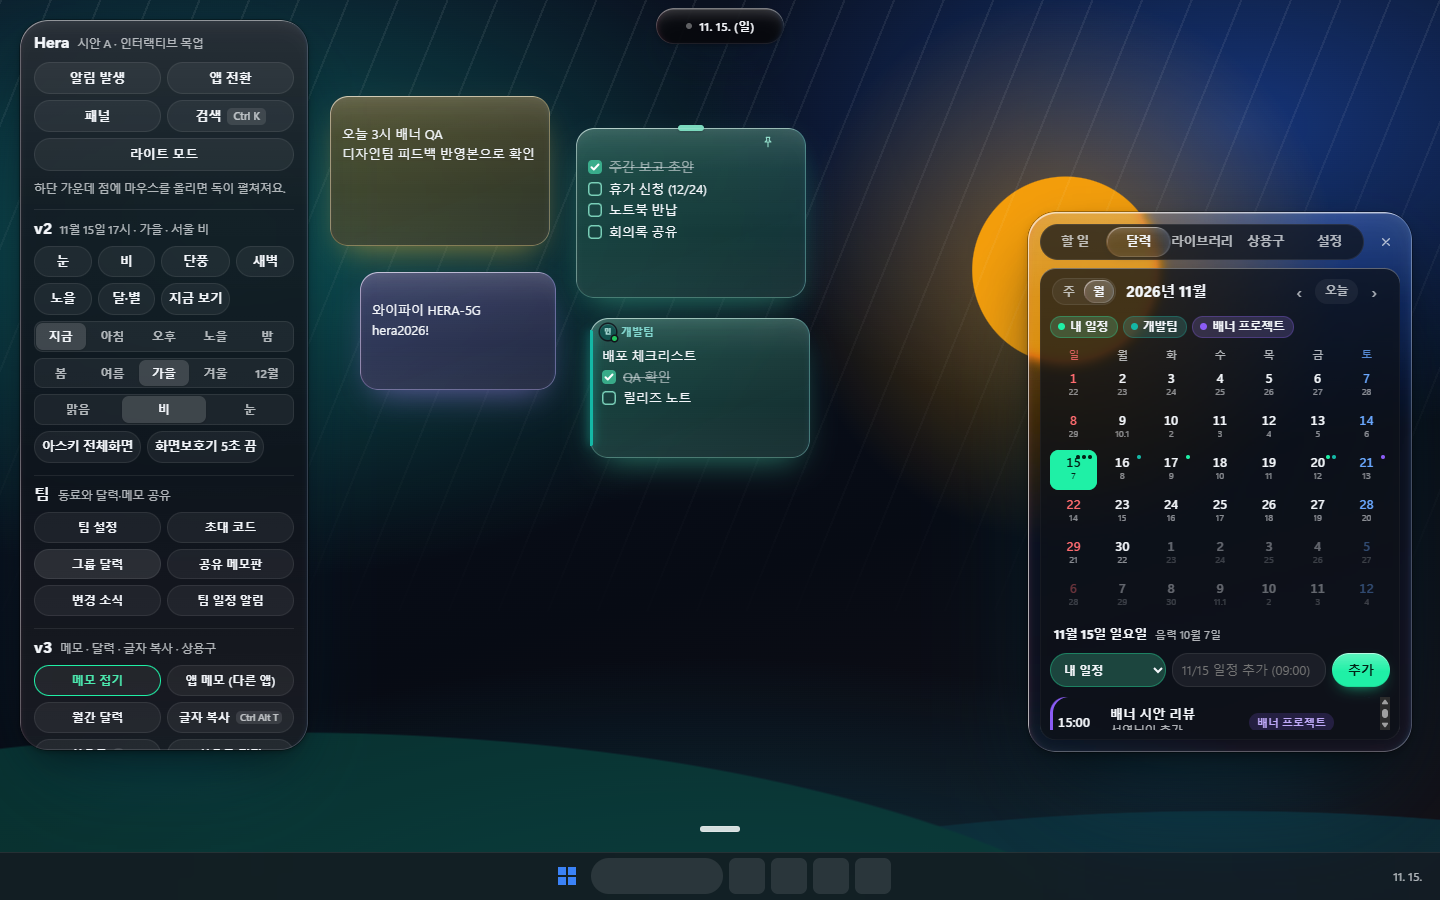 11. 15. (일)
Hera 시안 A · 인터랙티브 목업
알림 발생 앱 전환
패널 검색 Ctrl K
라이트 모드
하단 가운데 점에 마우스를 올리면 독이 펼쳐져요.
v2 11월 15일 17시 · 가을 · 서울 비
눈 비 단풍 새벽
노을 달·별 지금 보기
지금 아침 오후 노을 밤
봄 여름 가을 겨울 12월
맑음 비 눈
아스키 전체화면 화면보호기 5초 끔
팀 동료와 달력·메모 공유
팀 설정 초대 코드
그룹 달력 공유 메모판
변경 소식 팀 일정 알림
v3 메모 · 달력 · 글자 복사 · 상용구
메모 접기 앱 메모 (다른 앱)
월간 달력 글자 복사 Ctrl Alt T
오늘 3시 배너 QA
디자인팀 피드백 반영본으로 확인
주간 보고 초안
휴가 신청 (12/24)
노트북 반납
회의록 공유
와이파이 HERA-5G
hera2026!
개발팀
배포 체크리스트
QA 확인
릴리즈 노트
할 일 달력 라이브러리 상용구 설정 ×
주 월 2026년 11월 ‹ 오늘 ›
내 일정 개발팀 배너 프로젝트
일 월 화 수 목 금 토
1 2 3 4 5 6 7
22 23 24 25 26 27 28
8 9 10 11 12 13 14
29 10.1 2 3 4 5 6
15 16 17 18 19 20 21
7 8 9 10 11 12 13
22 23 24 25 26 27 28
14 15 16 17 18 19 20
29 30 1 2 3 4 5
21 22 23 24 25 26 27
6 7 8 9 10 11 12
28 29 30 11.1 2 3 4
11월 15일 일요일 음력 10월 7일
내 일정 11/15 일정 추가 (09:00) 추가
15:00 배너 시안 리뷰 배너 프로젝트
11. 15.